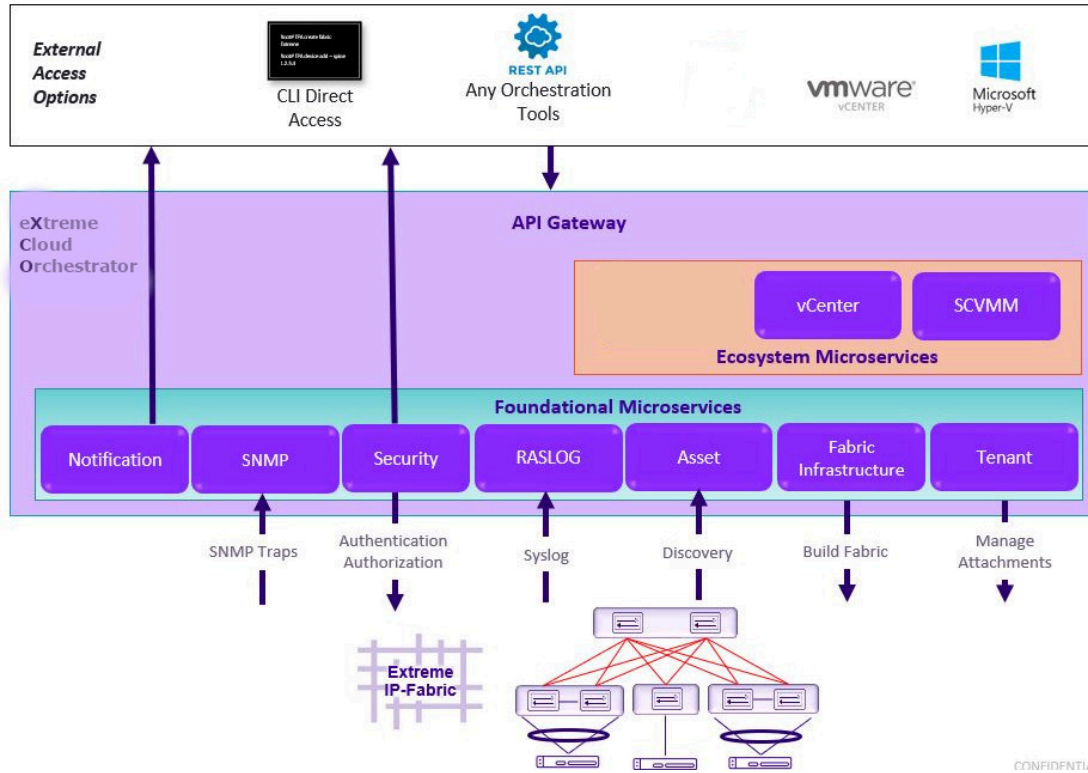 External
Access
Options
CLI Direct
Access
REST API
Any Orchestration
Tools
vmware®
vCENTER
Microsoft
Hyper-V
eXtreme
Cloud
Orchestrator
API Gateway
vCenter
SCVMM
Ecosystem Microservices
Foundational Microservices
Notification
SNMP
Security
RASLOG
Asset
Fabric
Infrastructure
Tenant
SNMP Traps
Authentication
Authorization
Syslog
Discovery
Build Fabric
Manage
Attachments
Extreme
IP-Fabric